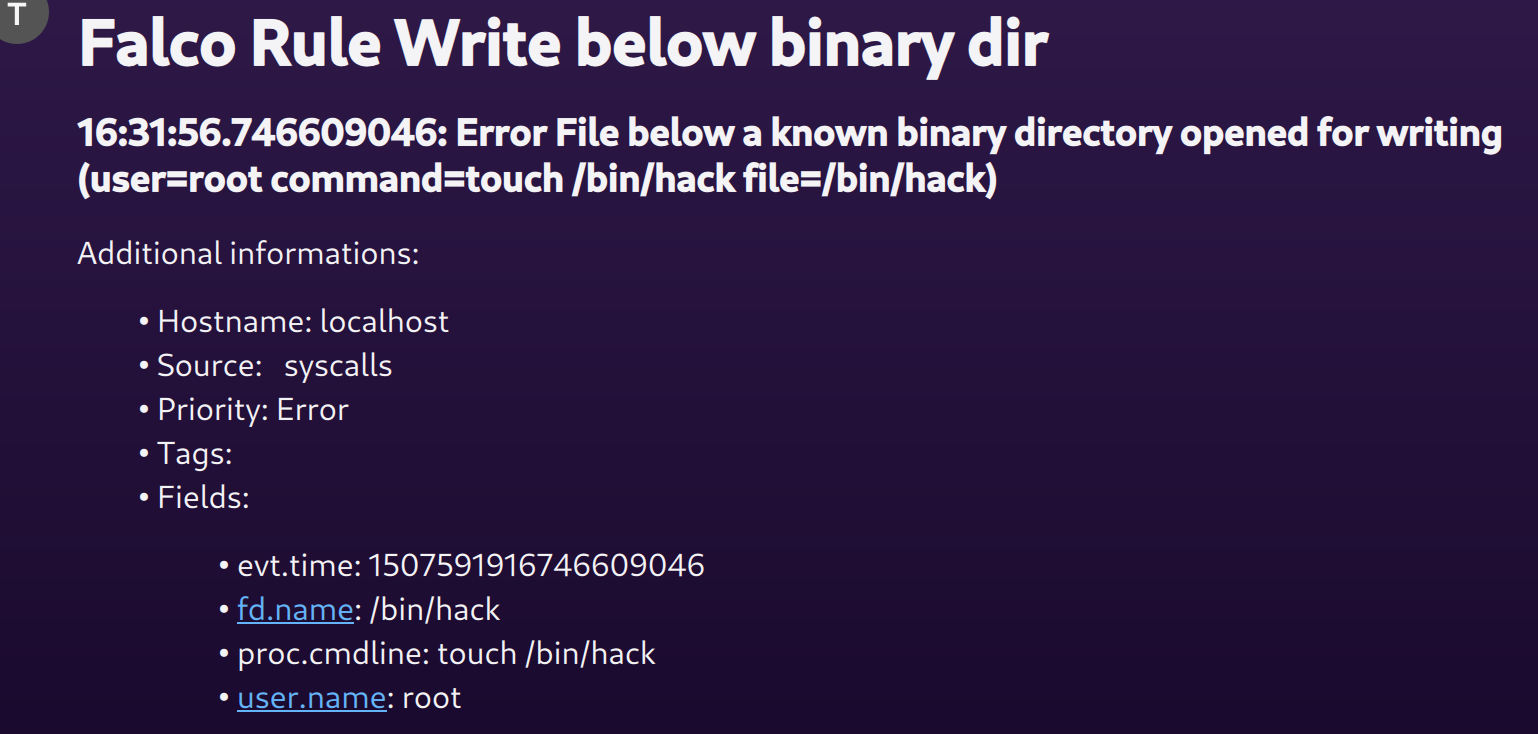 T
Falco Rule Write below binary dir
16:31:56.746609046: Error File below a known binary directory opened for writing
(user=root command=touch /bin/hack file=/bin/hack)
Additional informations:
• Hostname: localhost
• Source: syscalls
• Priority: Error
• Tags:
• Fields:
• evt.time: 1507591916746609046
• fd.name: /bin/hack
• proc.cmdline: touch /bin/hack
• user.name: root